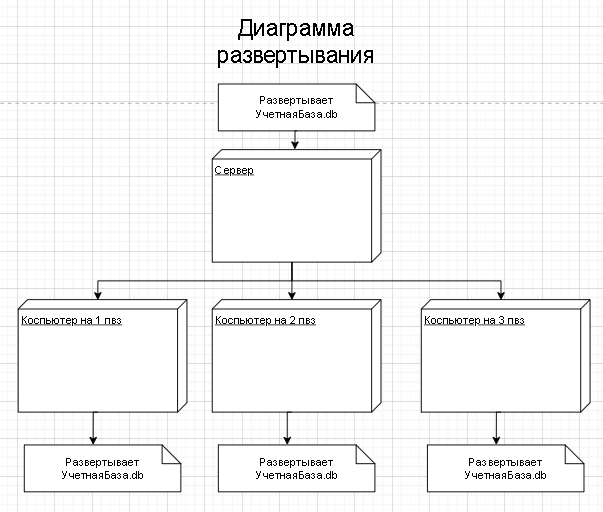 Диаграмма
развертывания
Развертывает
УчетнаяБаза.db
Сервер
Коспьютер на 1 пвз
Коспьютер на 2 пвз
Коспьютер на 3 пвз
Развертывает
УчетнаяБаза.db
Развертывает
УчетнаяБаза.db
Развертывает
УчетнаяБаза.db